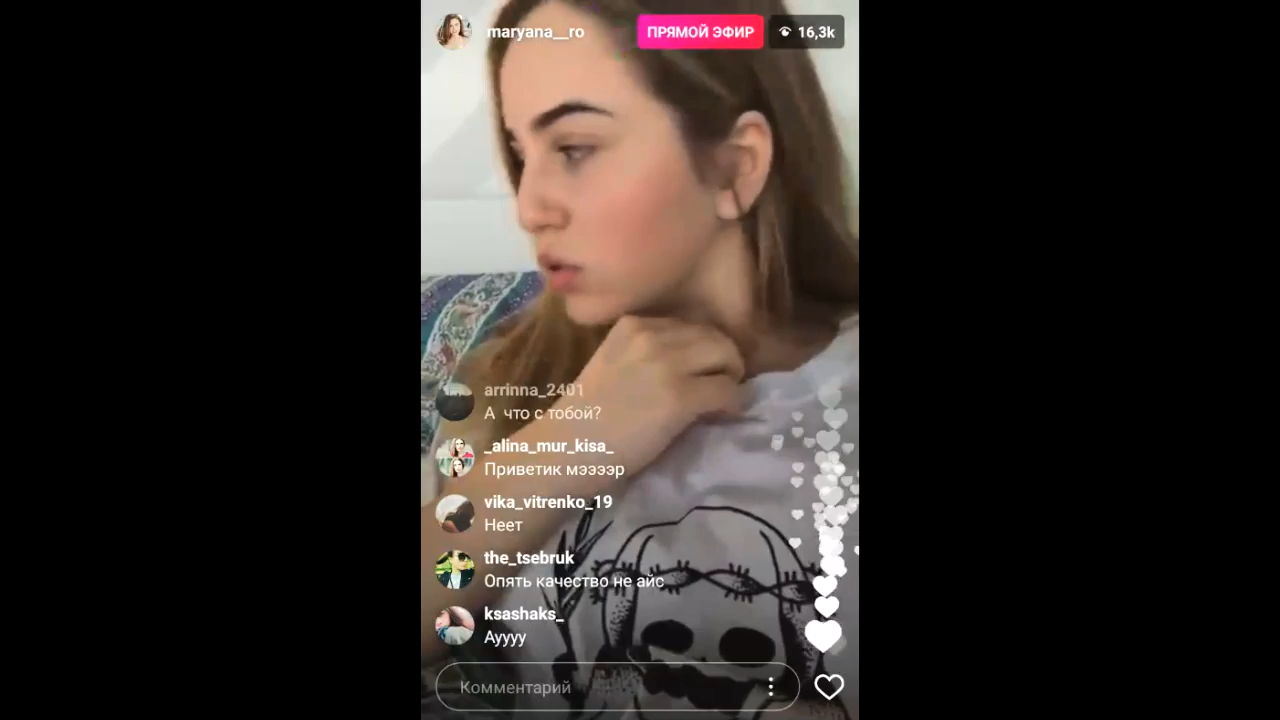 maryana__ro
ПРЯМОЙ ЭФИР
16,3k
arrinna_2401
А что с тобой?
_alina_mur_kisa_
Приветик мээээр
vika_vitrenko_19
Неет
the_tsebruk
Опять качество не айс
ksashaks_
Ауууу
Комментарий